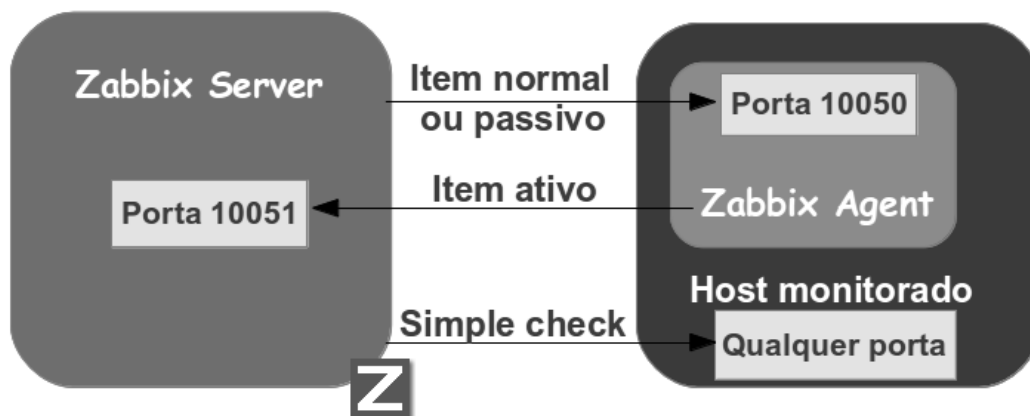 Zabbix Server
Porta 10051
Item normal
ou passivo
Item ativo
Simple check
Porta 10050
Zabbix Agent
Host monitorado
Qualquer porta
Z